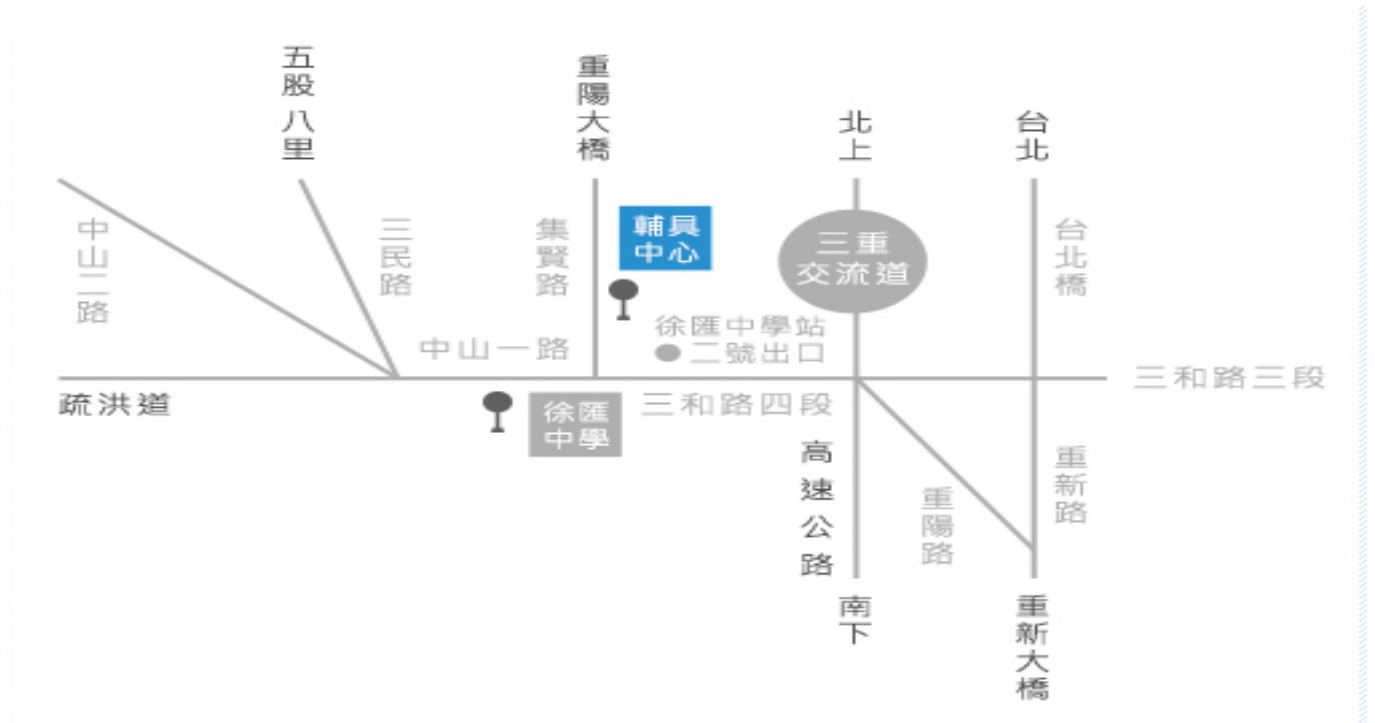 五股 八里
重陽大橋
北上
台北
中山二路
三民路
集賢路
輔具
中心
三重
交流道
台北橋
徐匯中學站
二號出口
中山一路
三和路三段
疏洪道
徐匯
中學
三和路四段
高速公路
重陽路
重新路
南下
重新大橋